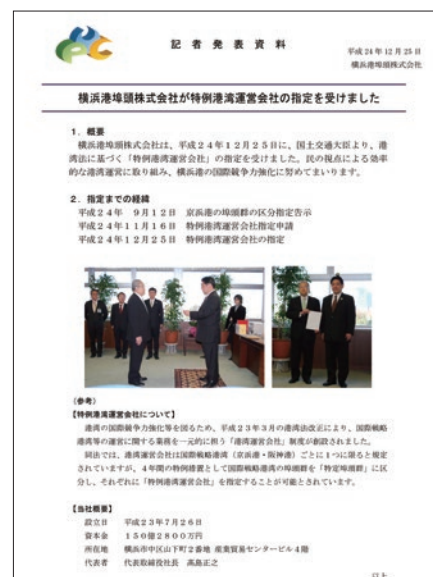 記者発表資料
平成24年12月25日
横浜港埠頭株式会社
横浜港埠頭株式会社が特例港湾運営会社の指定を受けました
1．概要
横浜港埠頭株式会社は、平成24年12月25日に、国土交通大臣より、港
湾法に基づく「特例港湾運営会社」の指定を受けました。民の視点による効率
的な港湾運営に取り組み、横浜港の国際競争力強化に努めてまいります。
2．指定までの経緯
平成24年　9月12日　京浜港の埠頭群の区分指定告示
平成24年11月16日　特例港湾運営会社指定申請
平成24年12月25日　特例港湾運営会社の指定
(参考)
【特例港湾運営会社について】
港湾の国際競争力強化等を図るため、平成23年3月の港湾法改正により、国際戦略
港湾等の運営に関する業務を一元的に担う「港湾運営会社」制度が創設されました。
同法では、港湾運営会社は国際戦略港湾（京浜港・阪神港）ごとに1つに限ると規定
されていますが、4年間の特例措置として国際戦略港湾の埠頭群を「特定埠頭群」に区
分し、それぞれに「特例港湾運営会社」を指定することが可能とされています。
【当社概要】
設立日　平成23年7月26日
資本金　150億2800万円
所在地　横浜市中区山下町2番地 産業貿易センタービル4階
代表者　代表取締役社長　高島正之
以上